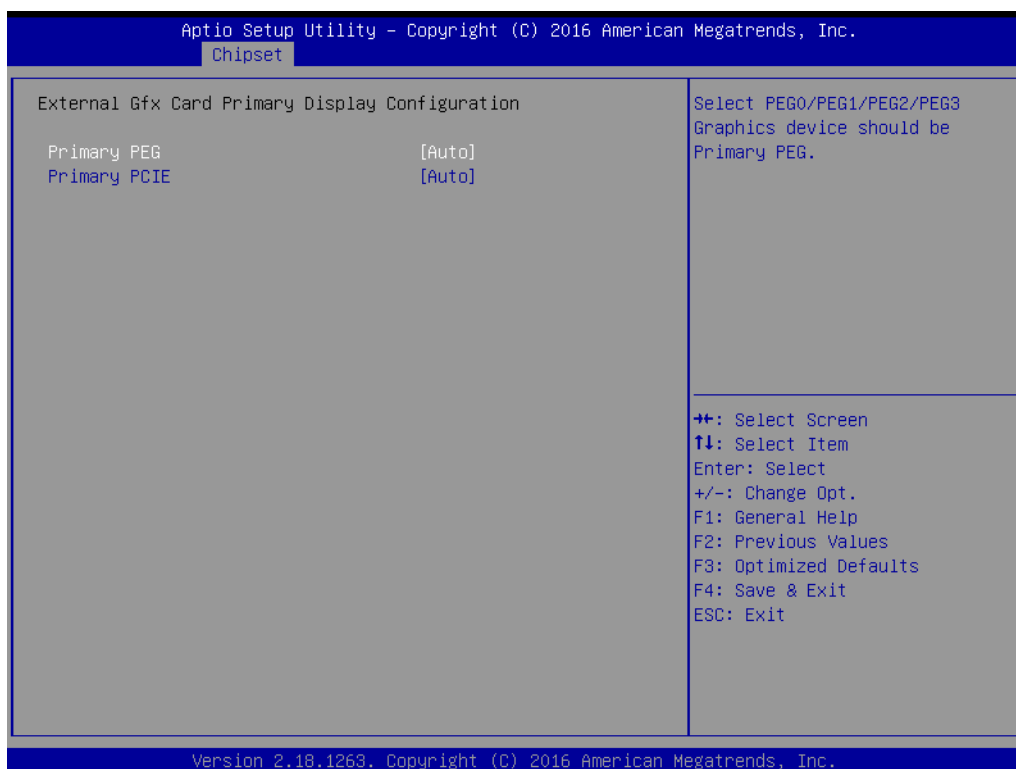 Aptio Setup Utility – Copyright (C) 2016 American Megatrends, Inc.
Chipset
External Gfx Card Primary Display Configuration
Primary PEG [Auto]
Primary PCIE [Auto]
Select PEG0/PEG1/PEG2/PEG3
Graphics device should be
Primary PEG.
→←: Select Screen
↑↓: Select Item
Enter: Select
+/-: Change Opt.
F1: General Help
F2: Previous Values
F3: Optimized Defaults
F4: Save & Exit
ESC: Exit
Version 2.18.1263. Copyright (C) 2016 American Megatrends, Inc.